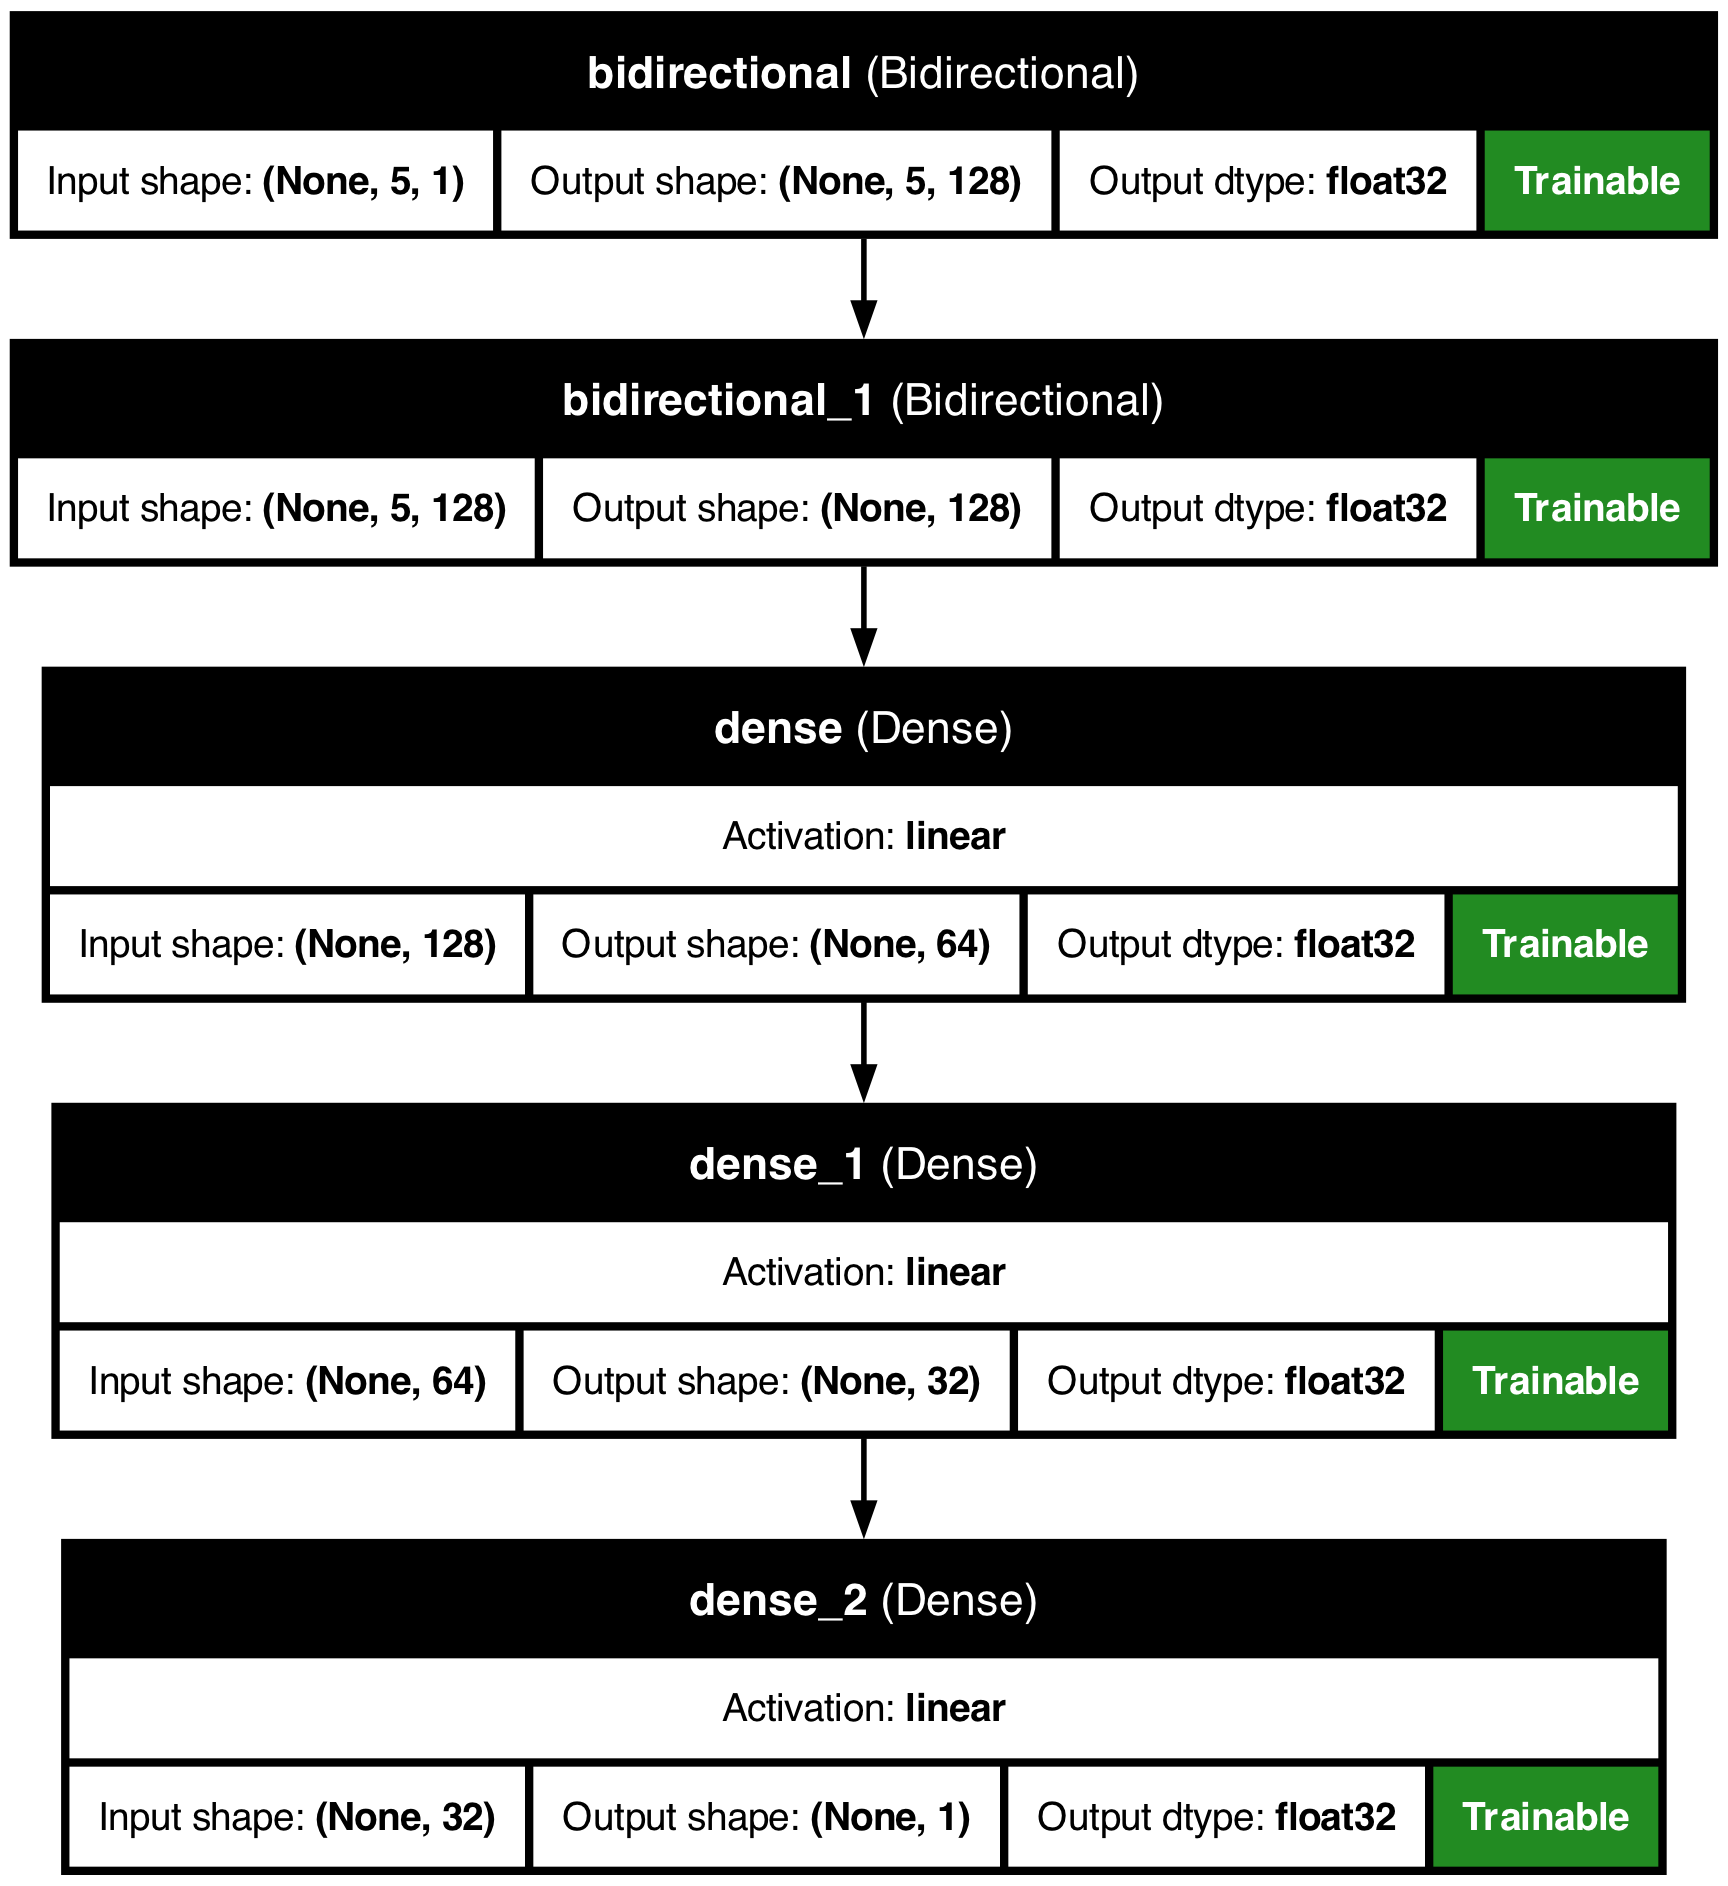 bidirectional (Bidirectional)
Input shape: (None, 5, 1) Output shape: (None, 5, 128) Output dtype: float32 Trainable
bidirectional_1 (Bidirectional)
Input shape: (None, 5, 128) Output shape: (None, 128) Output dtype: float32 Trainable
dense (Dense)
Activation: linear
Input shape: (None, 128) Output shape: (None, 64) Output dtype: float32 Trainable
dense_1 (Dense)
Activation: linear
Input shape: (None, 64) Output shape: (None, 32) Output dtype: float32 Trainable
dense_2 (Dense)
Activation: linear
Input shape: (None, 32) Output shape: (None, 1) Output dtype: float32 Trainable